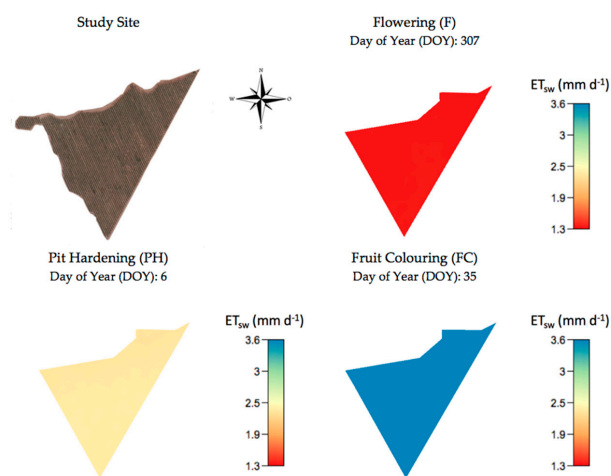 Study Site
Flowering (F)
Day of Year (DOY): 307
N
W
O
S
ETsw (mm d-1)
3.6
3
2.5
1.9
1.3
Pit Hardening (PH)
Day of Year (DOY): 6
Fruit Colouring (FC)
Day of Year (DOY): 35
ETsw (mm d-1)
3.6
3
2.5
1.9
1.3
ETsw (mm d-1)
3.6
3
2.5
1.9
1.3